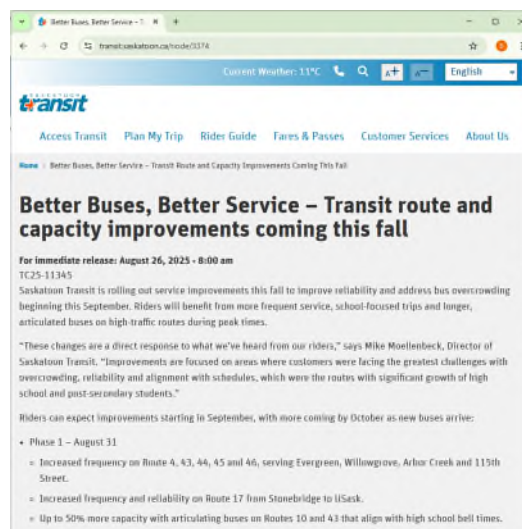 Better Buses, Better Service – T
transit.saskatoon.ca/node/3374
Current Weather: 11°C
English
SASKATOON
transit
Access Transit Plan My Trip Rider Guide Fares & Passes Customer Services About Us
Home Better Buses, Better Service – Transit Route and Capacity Improvements Coming This Fall
Better Buses, Better Service – Transit route and
capacity improvements coming this fall
For immediate release: August 26, 2025 - 8:00 am
TC25-11345
Saskatoon Transit is rolling out service improvements this fall to improve reliability and address bus overcrowding
beginning this September. Riders will benefit from more frequent service, school-focused trips and longer,
articulated buses on high-traffic routes during peak times.
"These changes are a direct response to what we've heard from our riders," says Mike Moellenbeck, Director of
Saskatoon Transit. "Improvements are focused on areas where customers were facing the greatest challenges with
overcrowding, reliability and alignment with schedules, which were the routes with significant growth of high
school and post-secondary students."
Riders can expect improvements starting in September, with more coming by October as new buses arrive:
• Phase 1 – August 31
Increased frequency on Route 4, 43, 44, 45 and 46, serving Evergreen, Willowgrove, Arbor Creek and 115th
Street.
Increased frequency and reliability on Route 17 from Stonebridge to USask.
Up to 50% more capacity with articulating buses on Routes 10 and 43 that align with high school bell times.